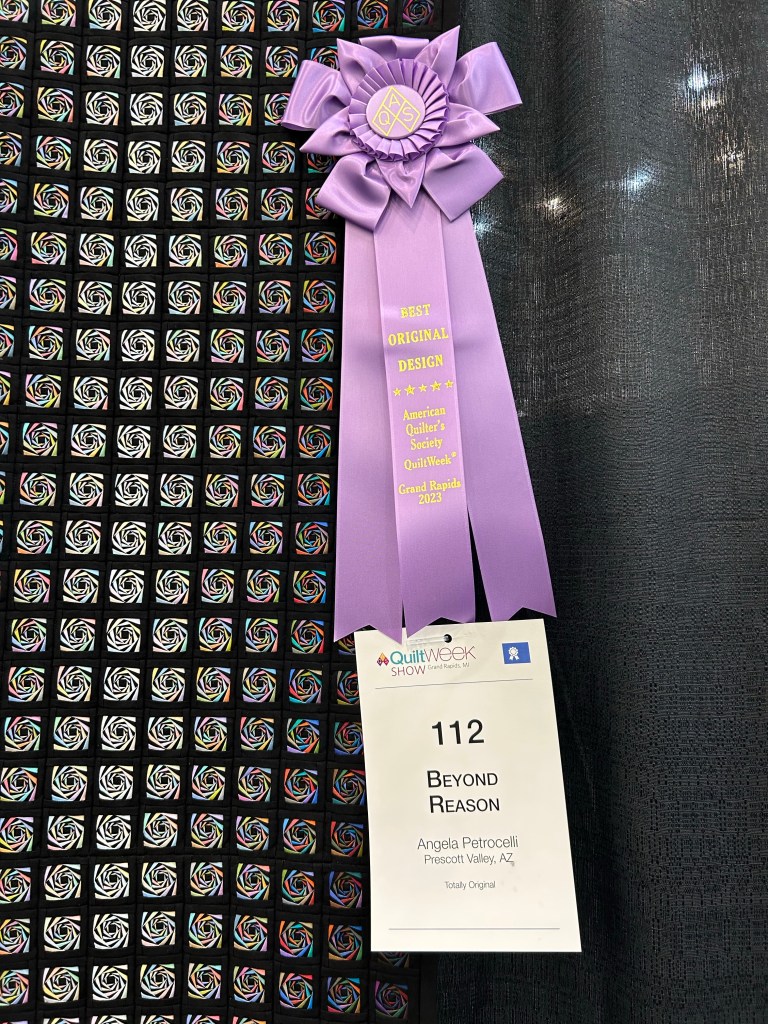 A
Q S
BEST
ORIGINAL
DESIGN
American
Quilter's
Society
QuiltWeek®
Grand Rapids
2023
QuiltWEEK
SHOW Grand Rapids, MI
112
BEYOND
REASON
Angela Petrocelli
Prescott Valley, AZ
Totally Original